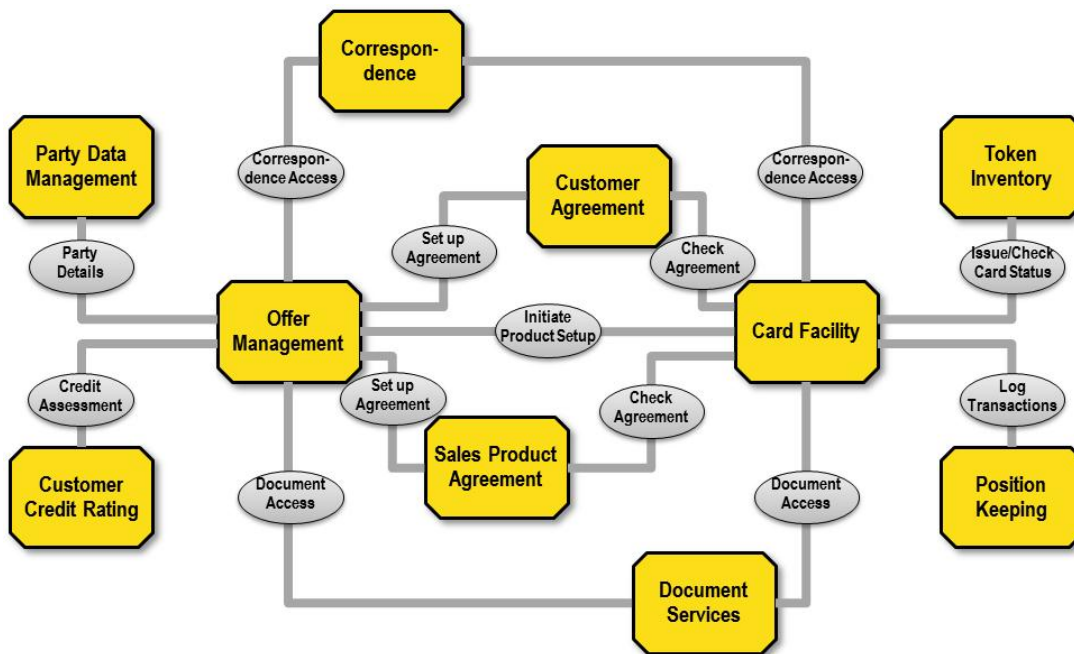 Correspon-
dence
Party Data
Management
Token
Inventory
Correspon-
dence Access
Customer
Agreement
Correspon-
dence Access
Party
Details
Set up
Agreement
Check
Agreement
Issue/Check
Card Status
Offer
Management
Initiate
Product Setup
Card Facility
Credit
Assessment
Set up
Agreement
Check
Agreement
Log
Transactions
Customer
Credit Rating
Sales Product
Agreement
Position
Keeping
Document
Access
Document
Access
Document
Services